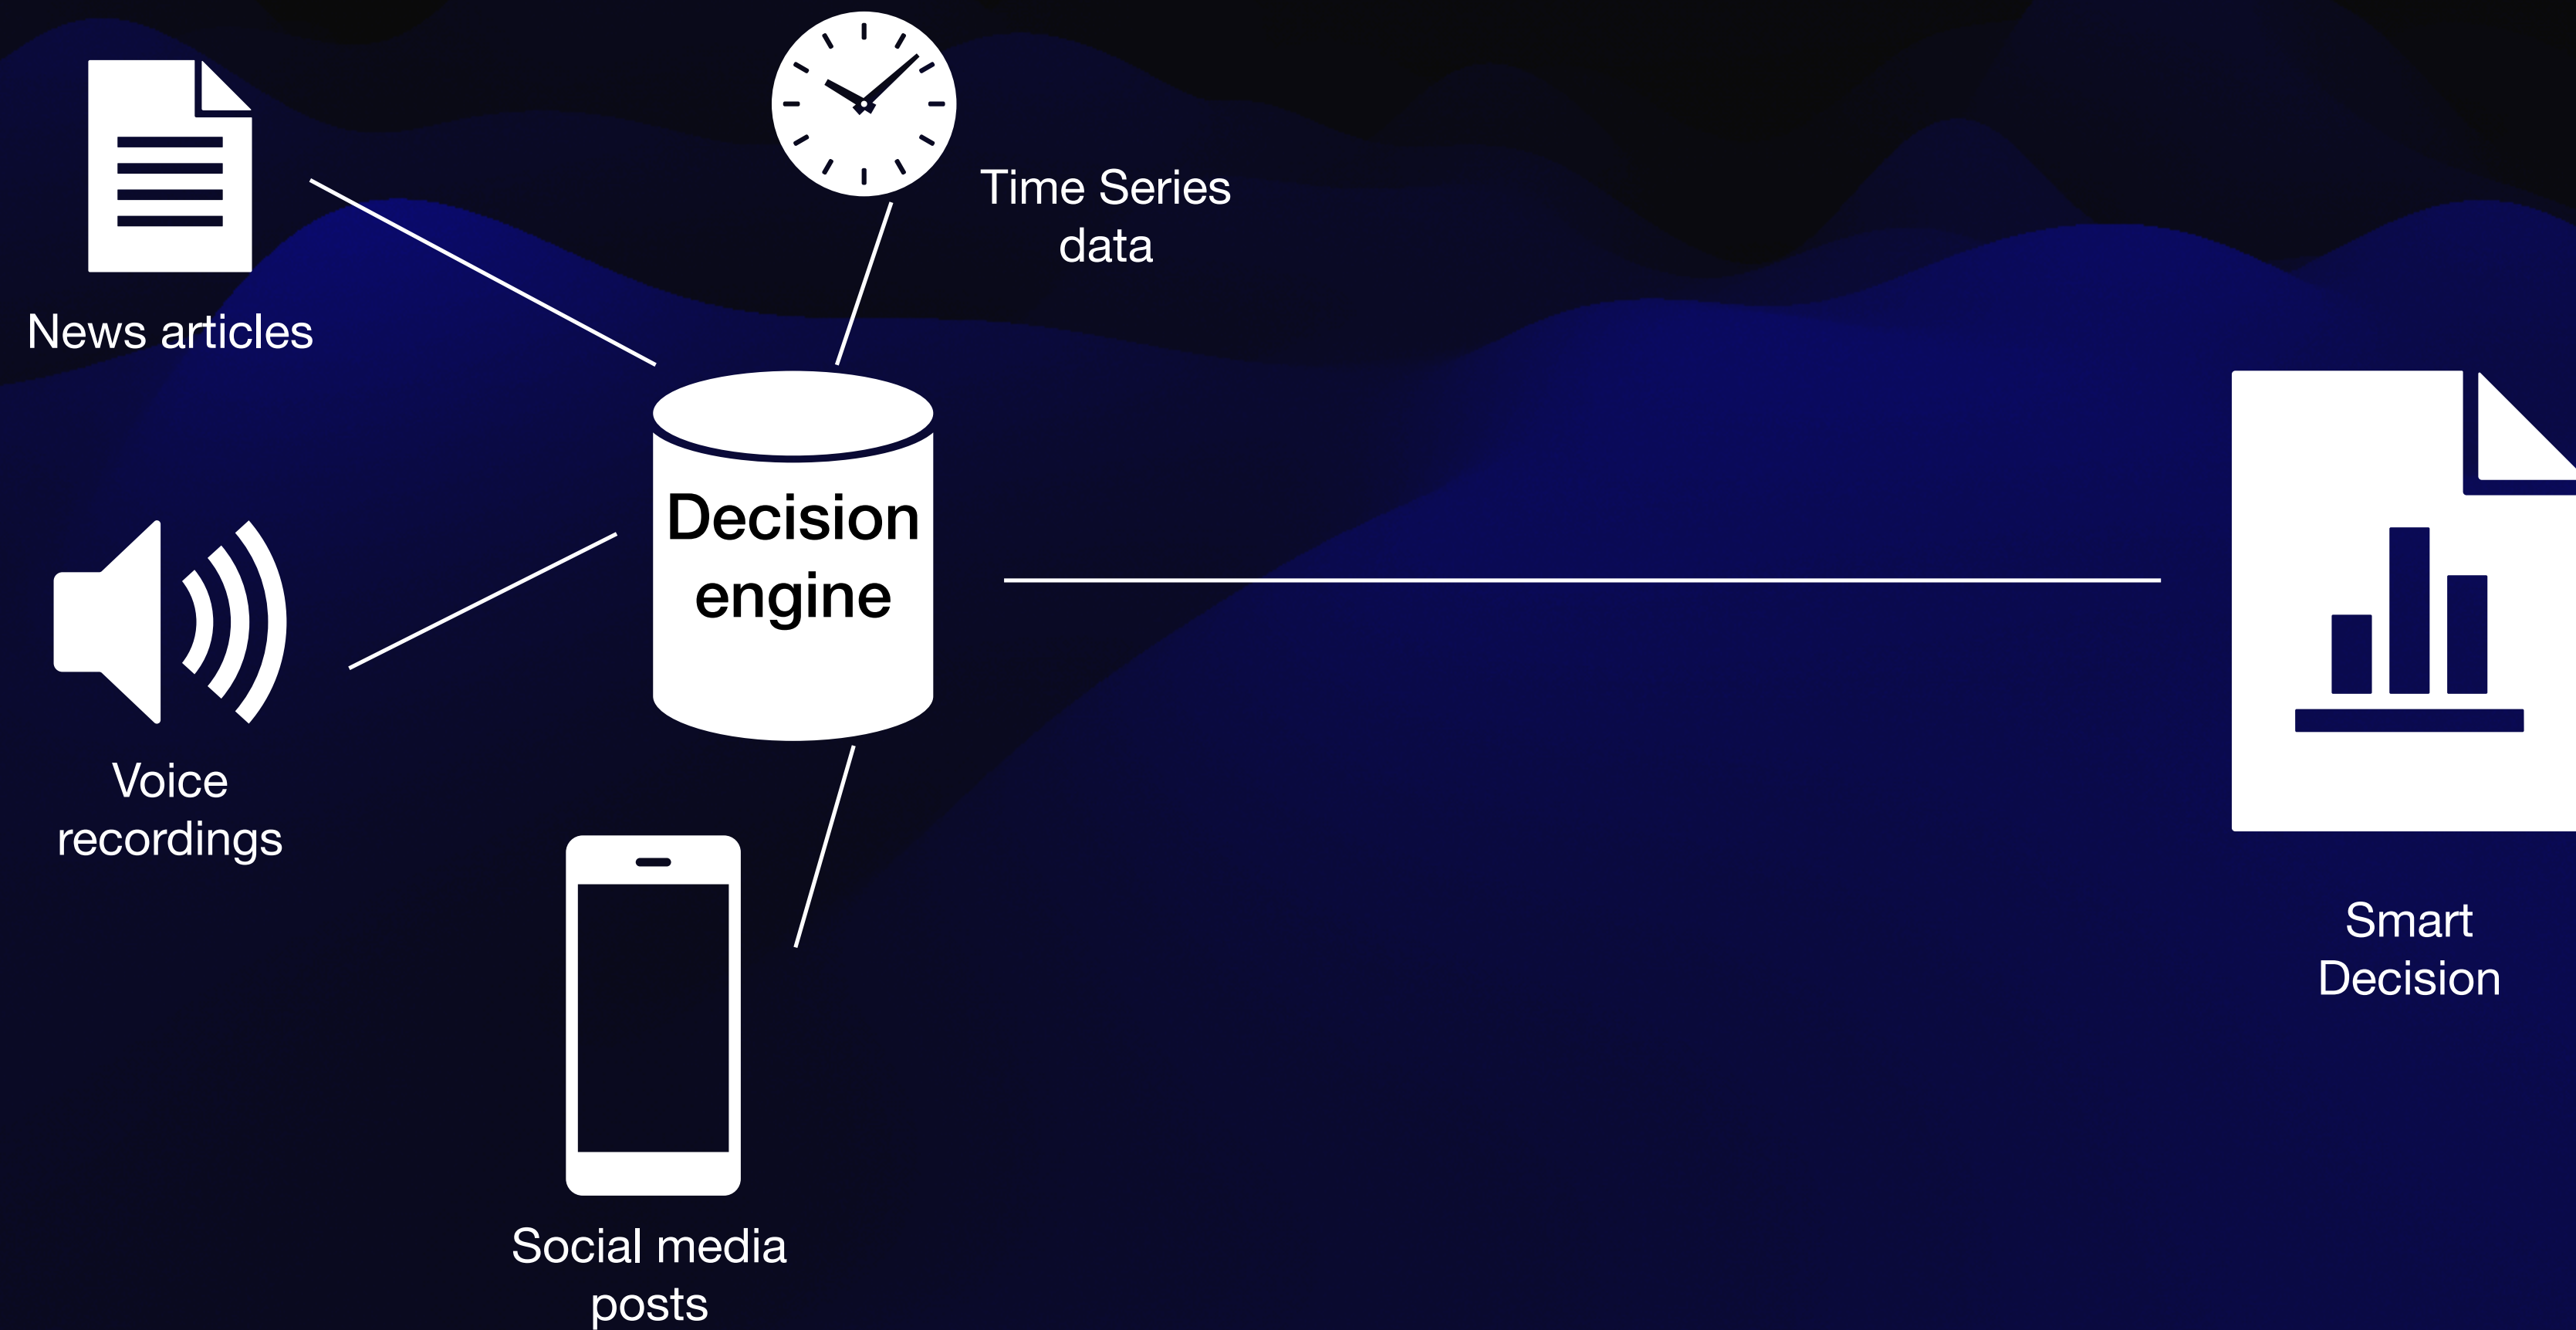 News articles
Time Series
data
Decision
engine
Voice
recordings
Social media
posts
Smart
Decision